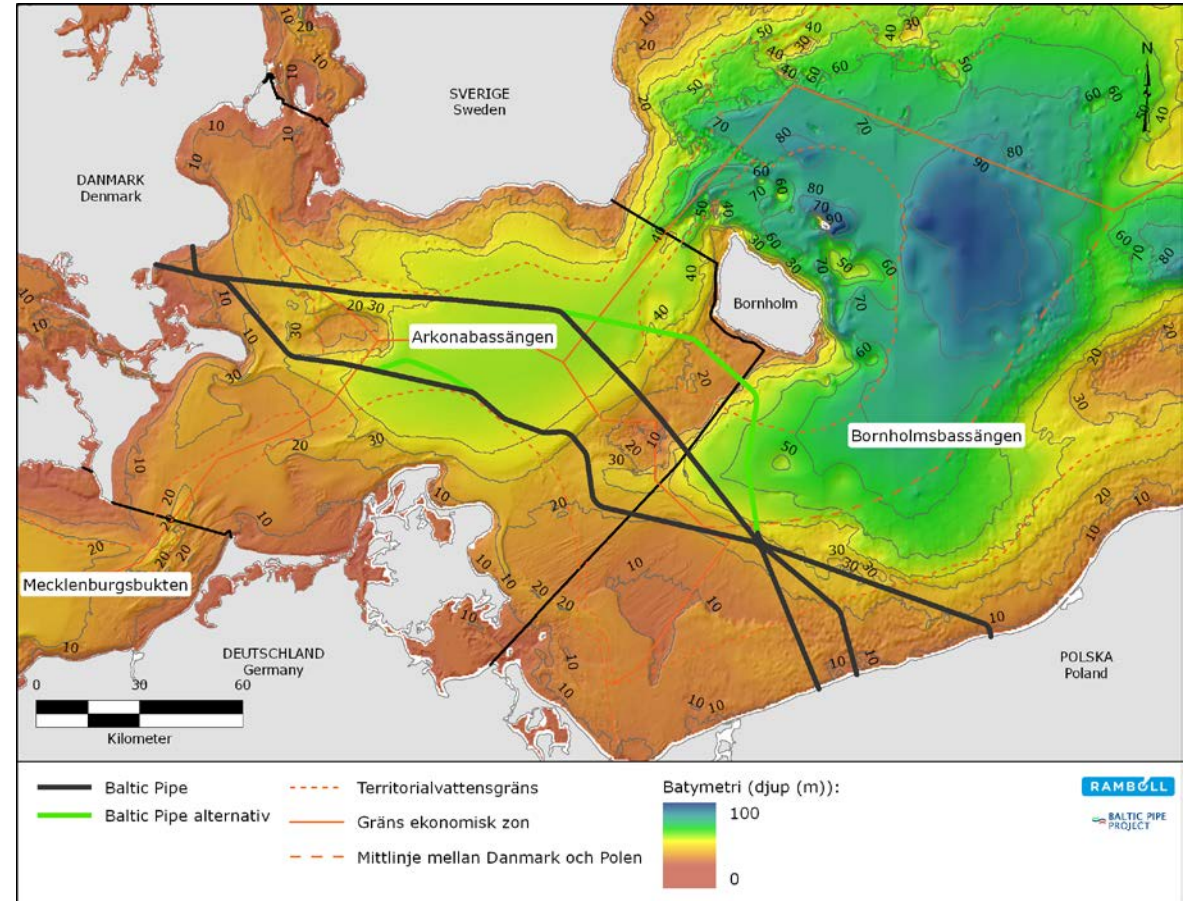 SVERIGE
Sweden
N
DANMARK
Denmark
Bornholm
Arkonabassängen
Bornholmsbassängen
Mecklenburgsbukten
DEUTSCHLAND
Germany
POLSKA
Poland
0 30 60
Kilometer
Baltic Pipe
Baltic Pipe alternativ
Territorialvattensgräns
Gräns ekonomisk zon
Mittlinje mellan Danmark och Polen
Batymetri (djup (m)):
100
0
RAMBOLL
BALTIC PIPE
PROJECT